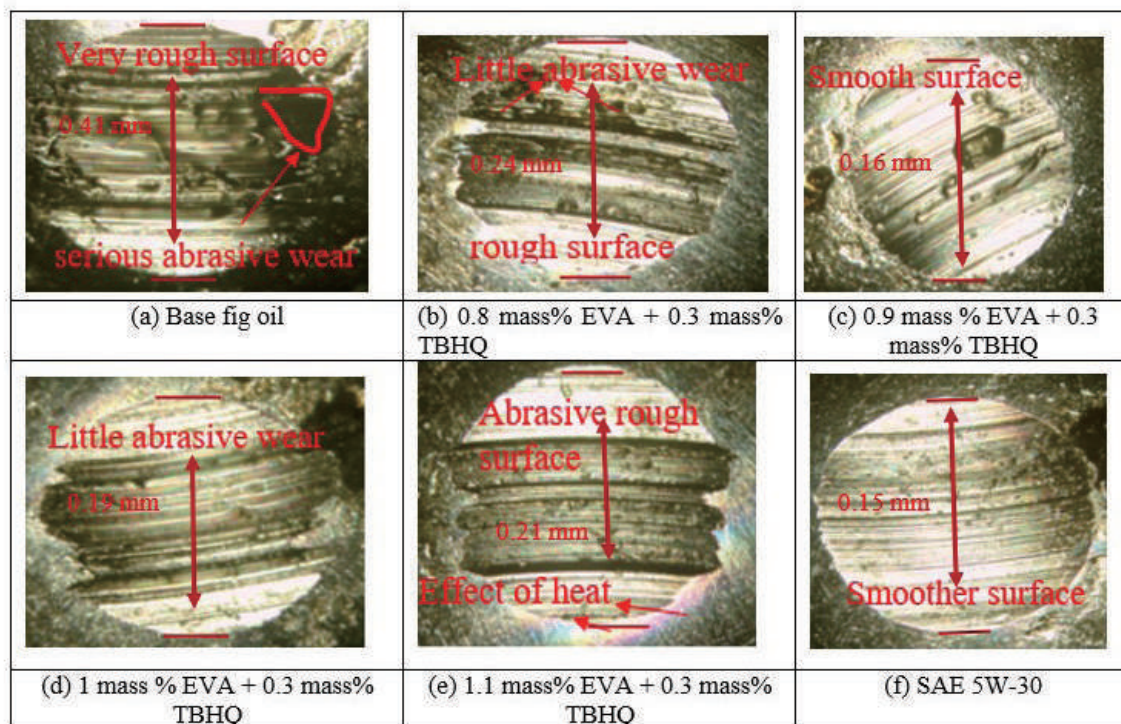 Very rough surface
0.41 mm
serious abrasive wear
(a) Base fig oil
Little abrasive wear
0.24 mm
rough surface
(b) 0.8 mass% EVA + 0.3 mass%
TBHQ
Smooth surface
0.16 mm
(c) 0.9 mass % EVA + 0.3
mass% TBHQ
Little abrasive wear
0.19 mm
(d) 1 mass % EVA + 0.3 mass%
TBHQ
Abrasive rough
surface
0.21 mm
Effect of heat
(e) 1.1 mass% EVA + 0.3 mass%
TBHQ
0.15 mm
Smoother surface
(f) SAE 5W-30